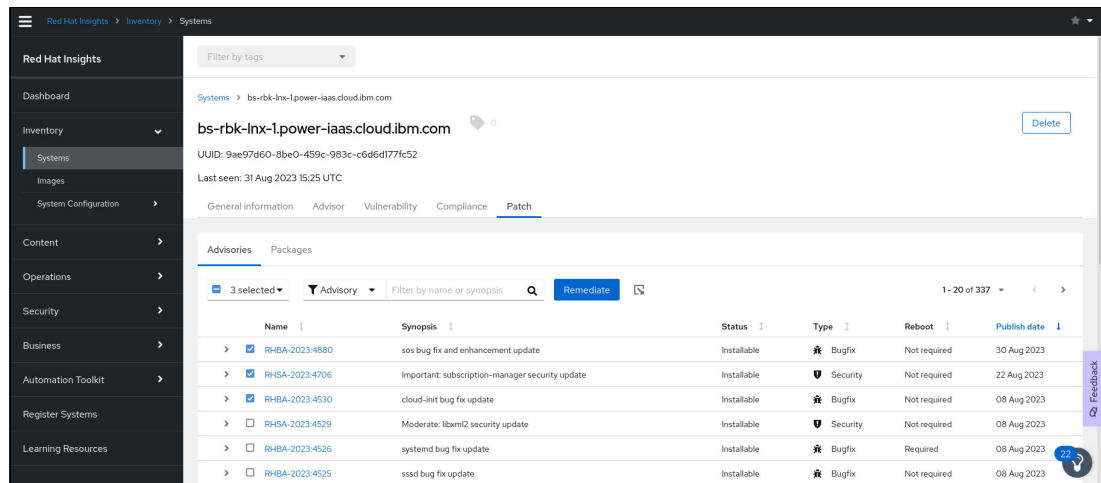 Red Hat Insights > Inventory > Systems
Red Hat Insights
Dashboard
Inventory
Systems
Images
System Configuration
Content
Operations
Security
Business
Automation Toolkit
Register Systems
Learning Resources
Filter by tags
Systems > bs-rbk-lnx-1.power-iaas.cloud.ibm.com
bs-rbk-lnx-1.power-iaas.cloud.ibm.com 0
Delete
UUID: 9ae97d60-8be0-459c-983c-c6d6d177fc52
Last seen: 31 Aug 2023 15:25 UTC
General information Advisor Vulnerability Compliance Patch
Advisories Packages
3 selected Advisory Filter by name or synopsis Remediate 1 - 20 of 337
Name Synopsis Status Type Reboot Publish date
RHBA-2023:4880 sos bug fix and enhancement update Installable Bugfix Not required 30 Aug 2023
RHSA-2023:4706 Important: subscription-manager security update Installable Security Not required 22 Aug 2023
RHBA-2023:4530 cloud-init bug fix update Installable Bugfix Not required 08 Aug 2023
RHSA-2023:4529 Moderate: libxml2 security update Installable Security Not required 08 Aug 2023
RHBA-2023:4526 systemd bug fix update Installable Bugfix Required 08 Aug 2023
RHBA-2023:4525 sssd bug fix update Installable Bugfix Not required 08 Aug 2023
Feedback
22